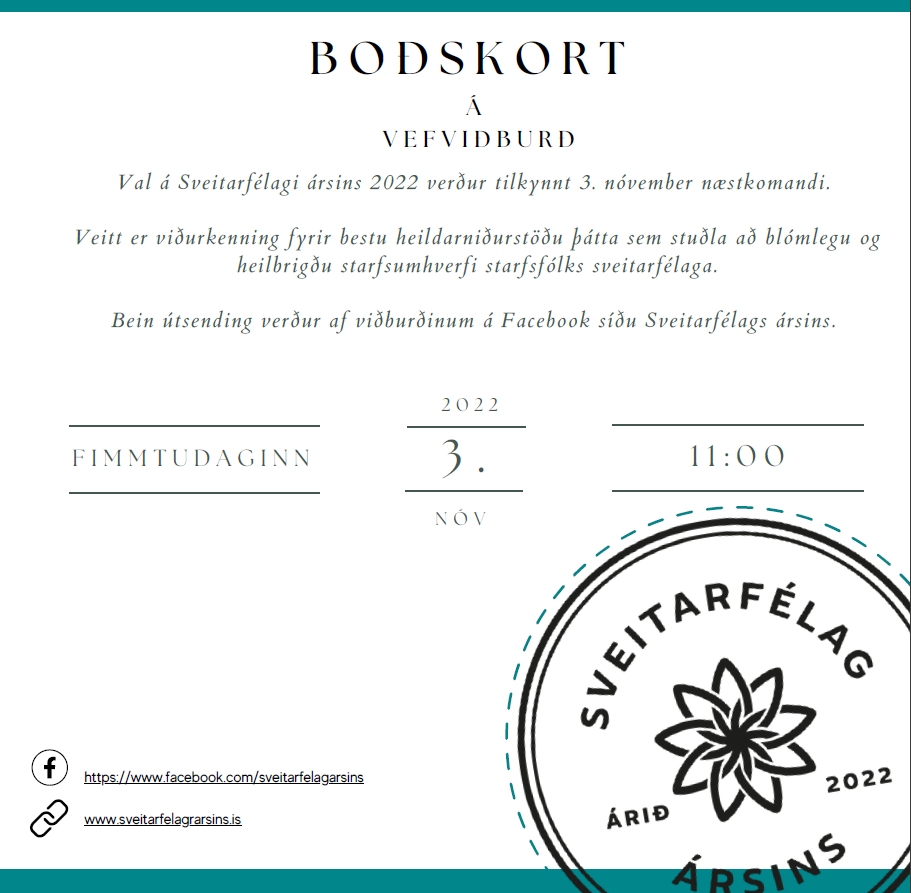 BOÐSKORT
Á
VEFVIÐBURÐ
Val á Sveitarfélagi ársins 2022 verður tilkynnt 3. nóvember næstkomandi.
Veitt er viðurkenning fyrir bestu heildarniðurstöðu þátta sem stuðla að blómlegu og
heilbrigðu starfsumhverfi starfsfólks sveitarfélaga.
Bein útsending verður af viðburðinum á Facebook síðu Sveitarfélags ársins.
FIMMTUDAGINN
2022
3.
NÓV
11:00
SVEITARFÉLAG
ÁRIÐ
2022
ÁRSINS
https://www.facebook.com/sveitarfelagarsins
www.sveitarfelagrarsins.is